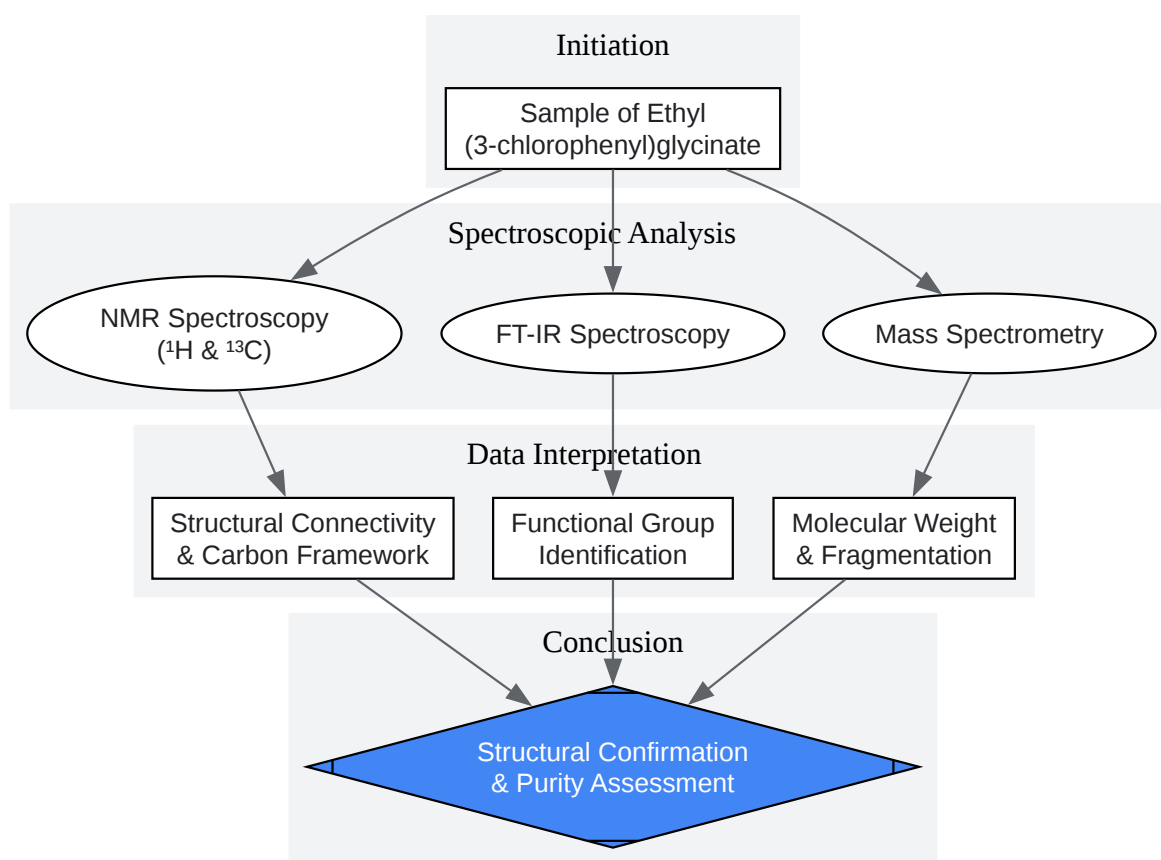 Initiation
Sample of Ethyl
(3-chlorophenyl)glycinate
Spectroscopic Analysis
NMR Spectroscopy
(¹H & ¹³C)
FT-IR Spectroscopy
Mass Spectrometry
Data Interpretation
Structural Connectivity
& Carbon Framework
Functional Group
Identification
Molecular Weight
& Fragmentation
Conclusion
Structural Confirmation
& Purity Assessment